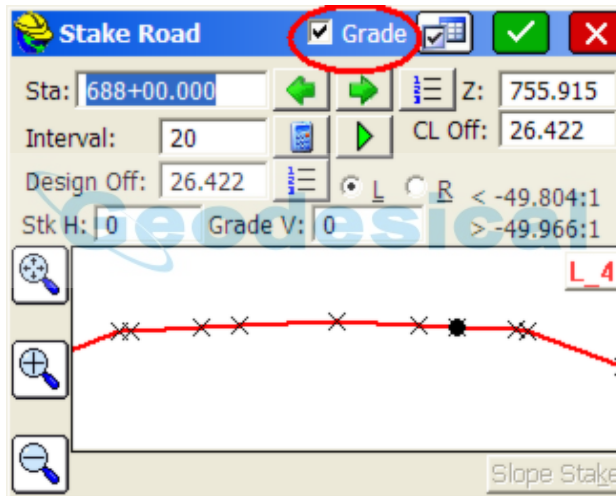 Stake Road Grade
Sta: 688+00.000 Z: 755.915
Interval: 20 CL Off: 26.422
Design Off: 26.422 L R < -49.804:1
Stk H: 0 Grade V: 0 > -49.966:1
Geodesical
L_4
Slope Stake